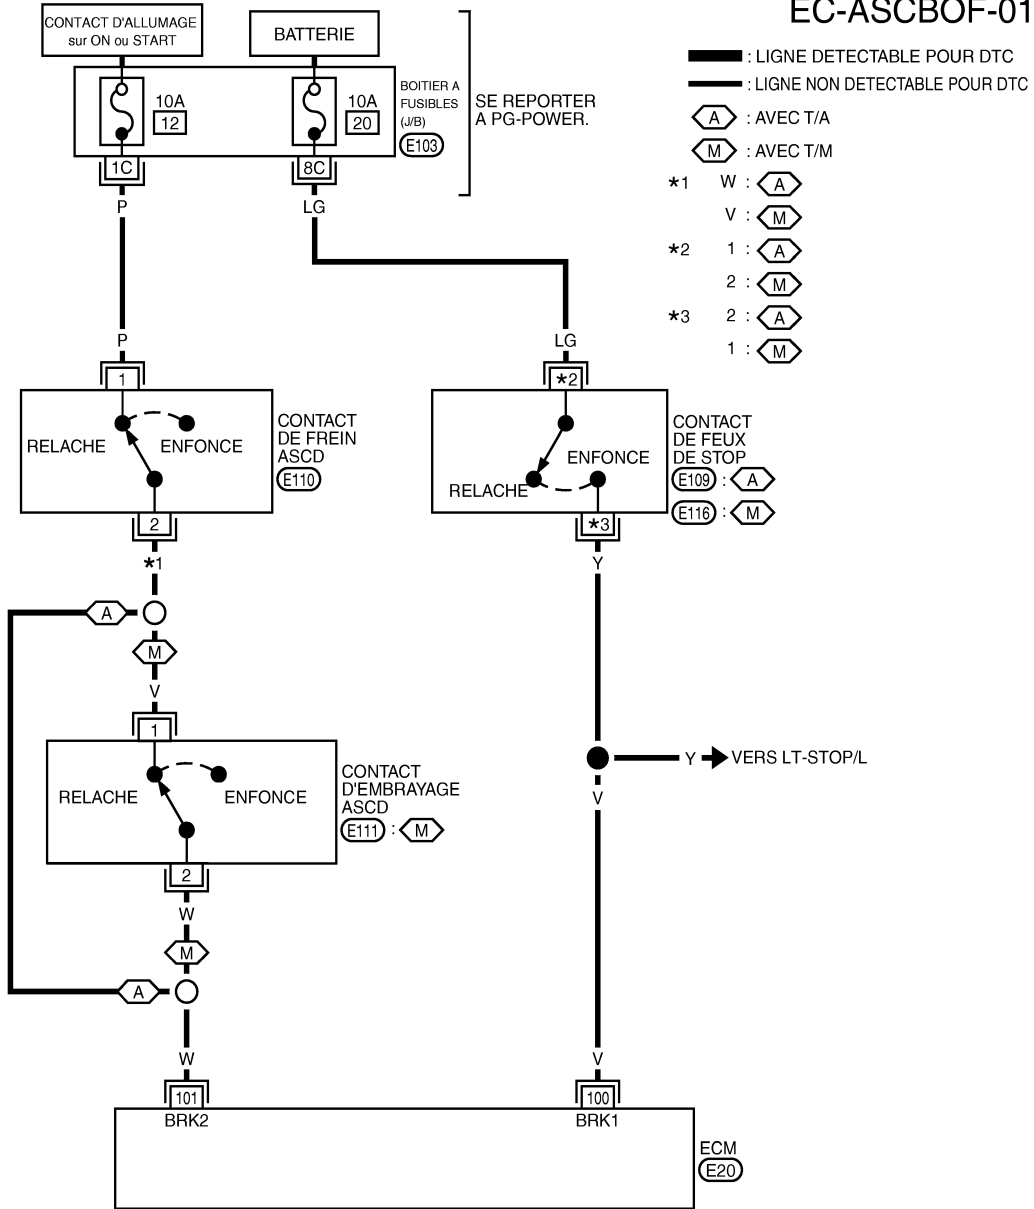 EC-ASCBOF-01
CONTACT D'ALLUMAGE
sur ON ou START
BATTERIE
10A
12
10A
20
BOITIER A
FUSIBLES
(J/B)
E103
SE REPORTER
A PG-POWER.
: LIGNE DETECTABLE POUR DTC
: LIGNE NON DETECTABLE POUR DTC
A : AVEC T/A
M : AVEC T/M
*1 W : A
V : M
*2 1 : A
2 : M
*3 2 : A
1 : M
1C
8C
P
LG
P
LG
1
*2
RELACHE
ENFONCE
CONTACT
DE FREIN
ASCD
E110
ENFONCE
RELACHE
CONTACT
DE FEUX
DE STOP
E109 : A
E116 : M
2
*3
*1
Y
A
M
V
1
Y
VERS LT-STOP/L
V
RELACHE
ENFONCE
CONTACT
D'EMBRAYAGE
ASCD
E111 : M
2
W
M
A
W
V
101
100
BRK2
BRK1
ECM
E20